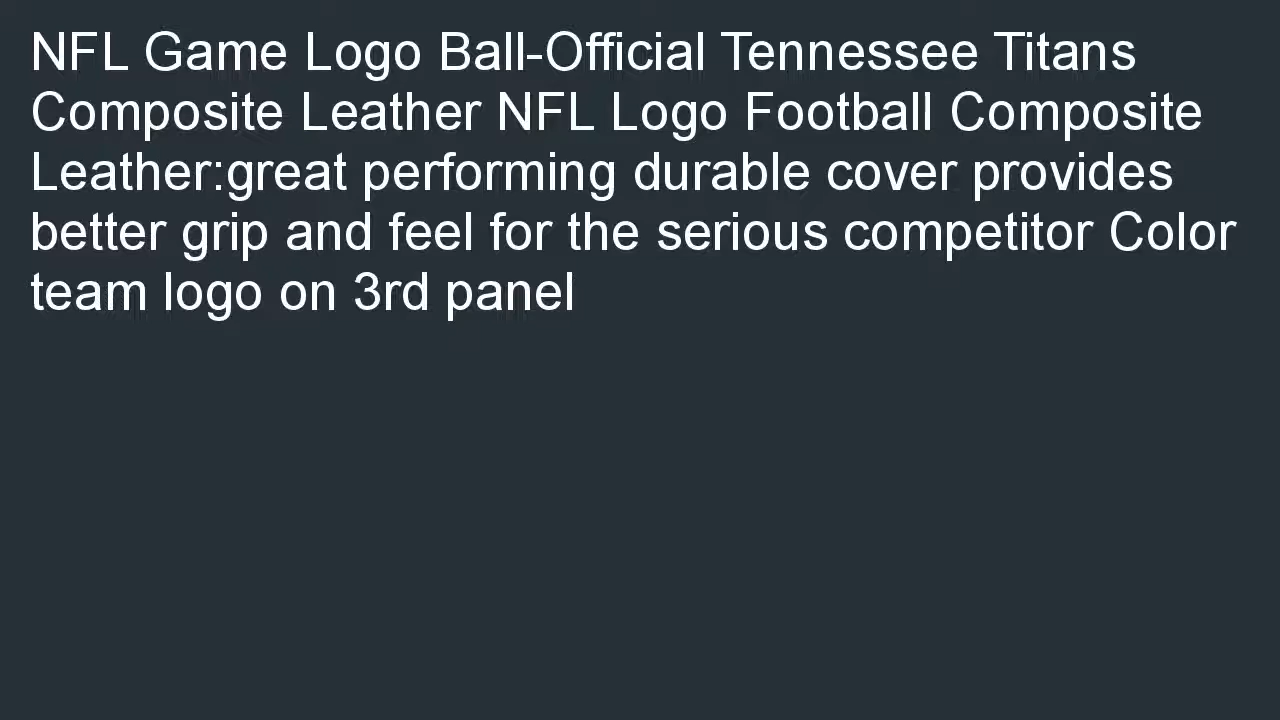 NFL Game Logo Ball-Official Tennessee Titans
Composite Leather NFL Logo Football Composite
Leather:great performing durable cover provides
better grip and feel for the serious competitor Color
team logo on 3rd panel